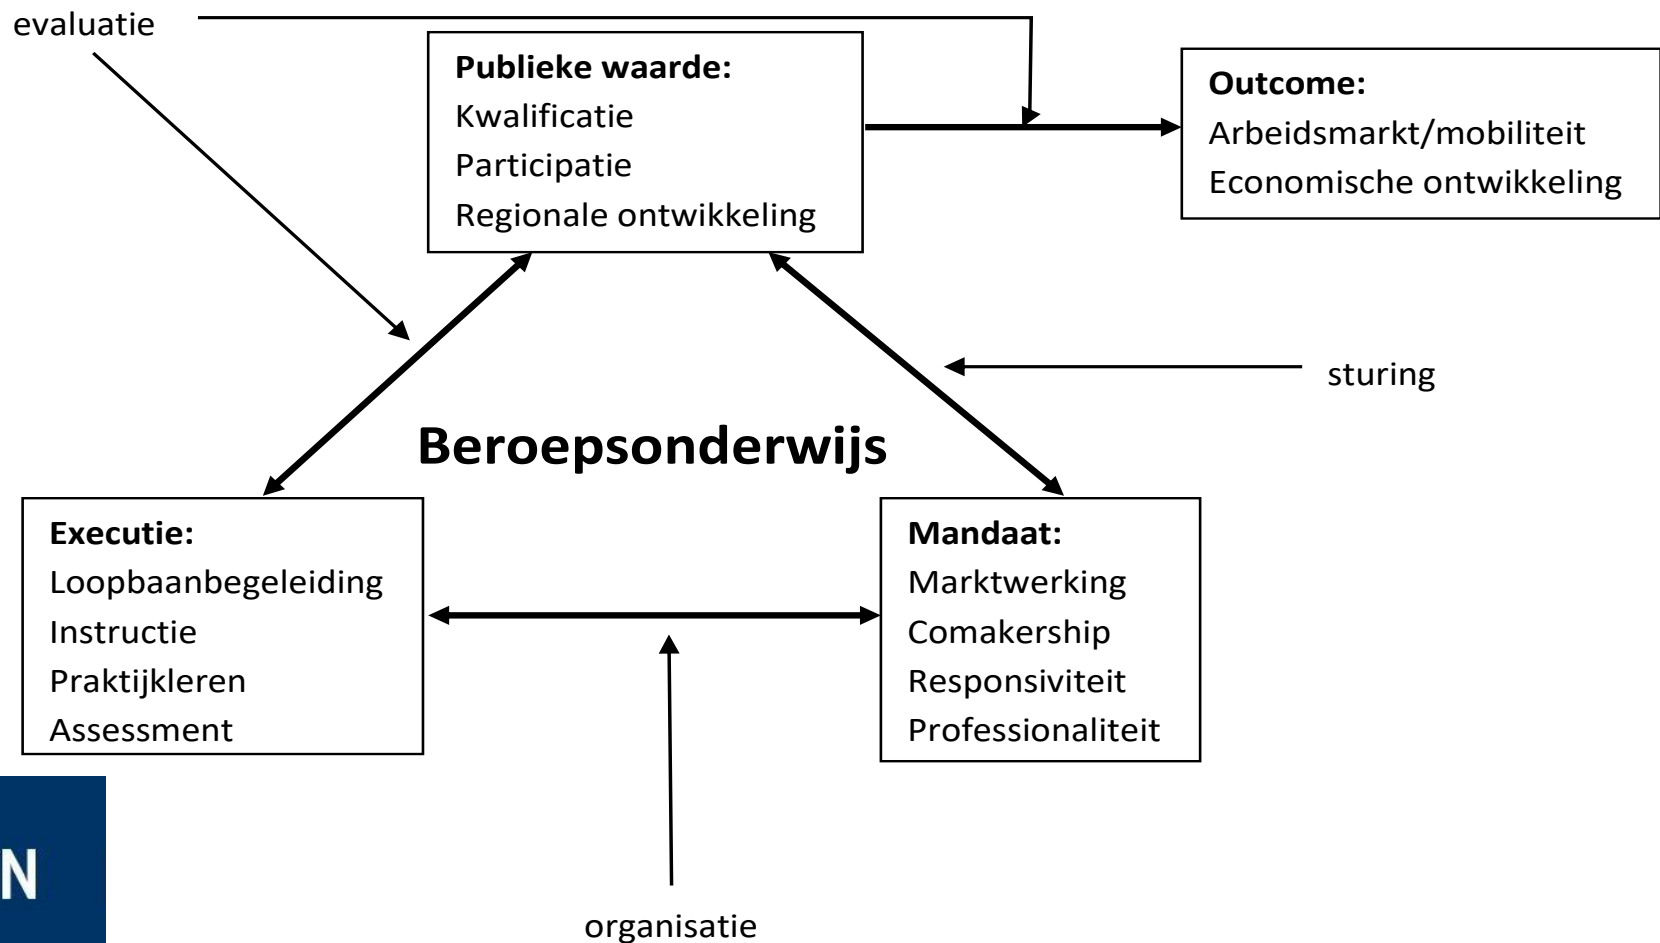 evaluatie
Publieke waarde:
Kwalificatie
Participatie
Regionale ontwikkeling
Outcome:
Arbeidsmarkt/mobiliteit
Economische ontwikkeling
sturing
Beroepsonderwijs
Executie:
Loopbaanbegeleiding
Instructie
Praktijkleren
Assessment
Mandaat:
Marktwerking
Comakership
Responsiviteit
Professionaliteit
N
organisatie